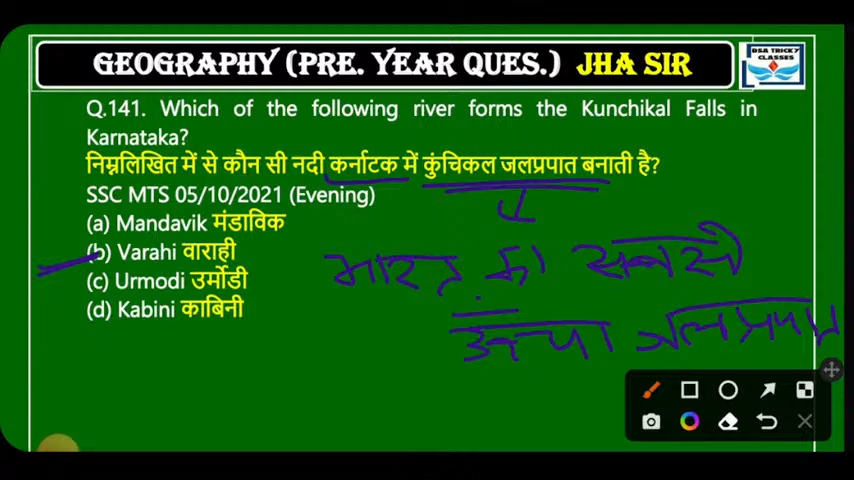 GEOGRAPHY (PRE. YEAR QUES.) JHA SIR
DSA TRICKY
CLASSES
Q.141. Which of the following river forms the Kunchikal Falls in
Karnataka?
निम्नलिखित में से कौन सी नदी कर्नाटक में कुंचिकल जलप्रपात बनाती है?
SSC MTS 05/10/2021 (Evening)
(a) Mandavik मंडाविक
(b) Varahi वाराही
(c) Urmodi उर्मोडी
(d) Kabini काबिनी
भारत का सबसे
ऊन्चा जलप्रपात